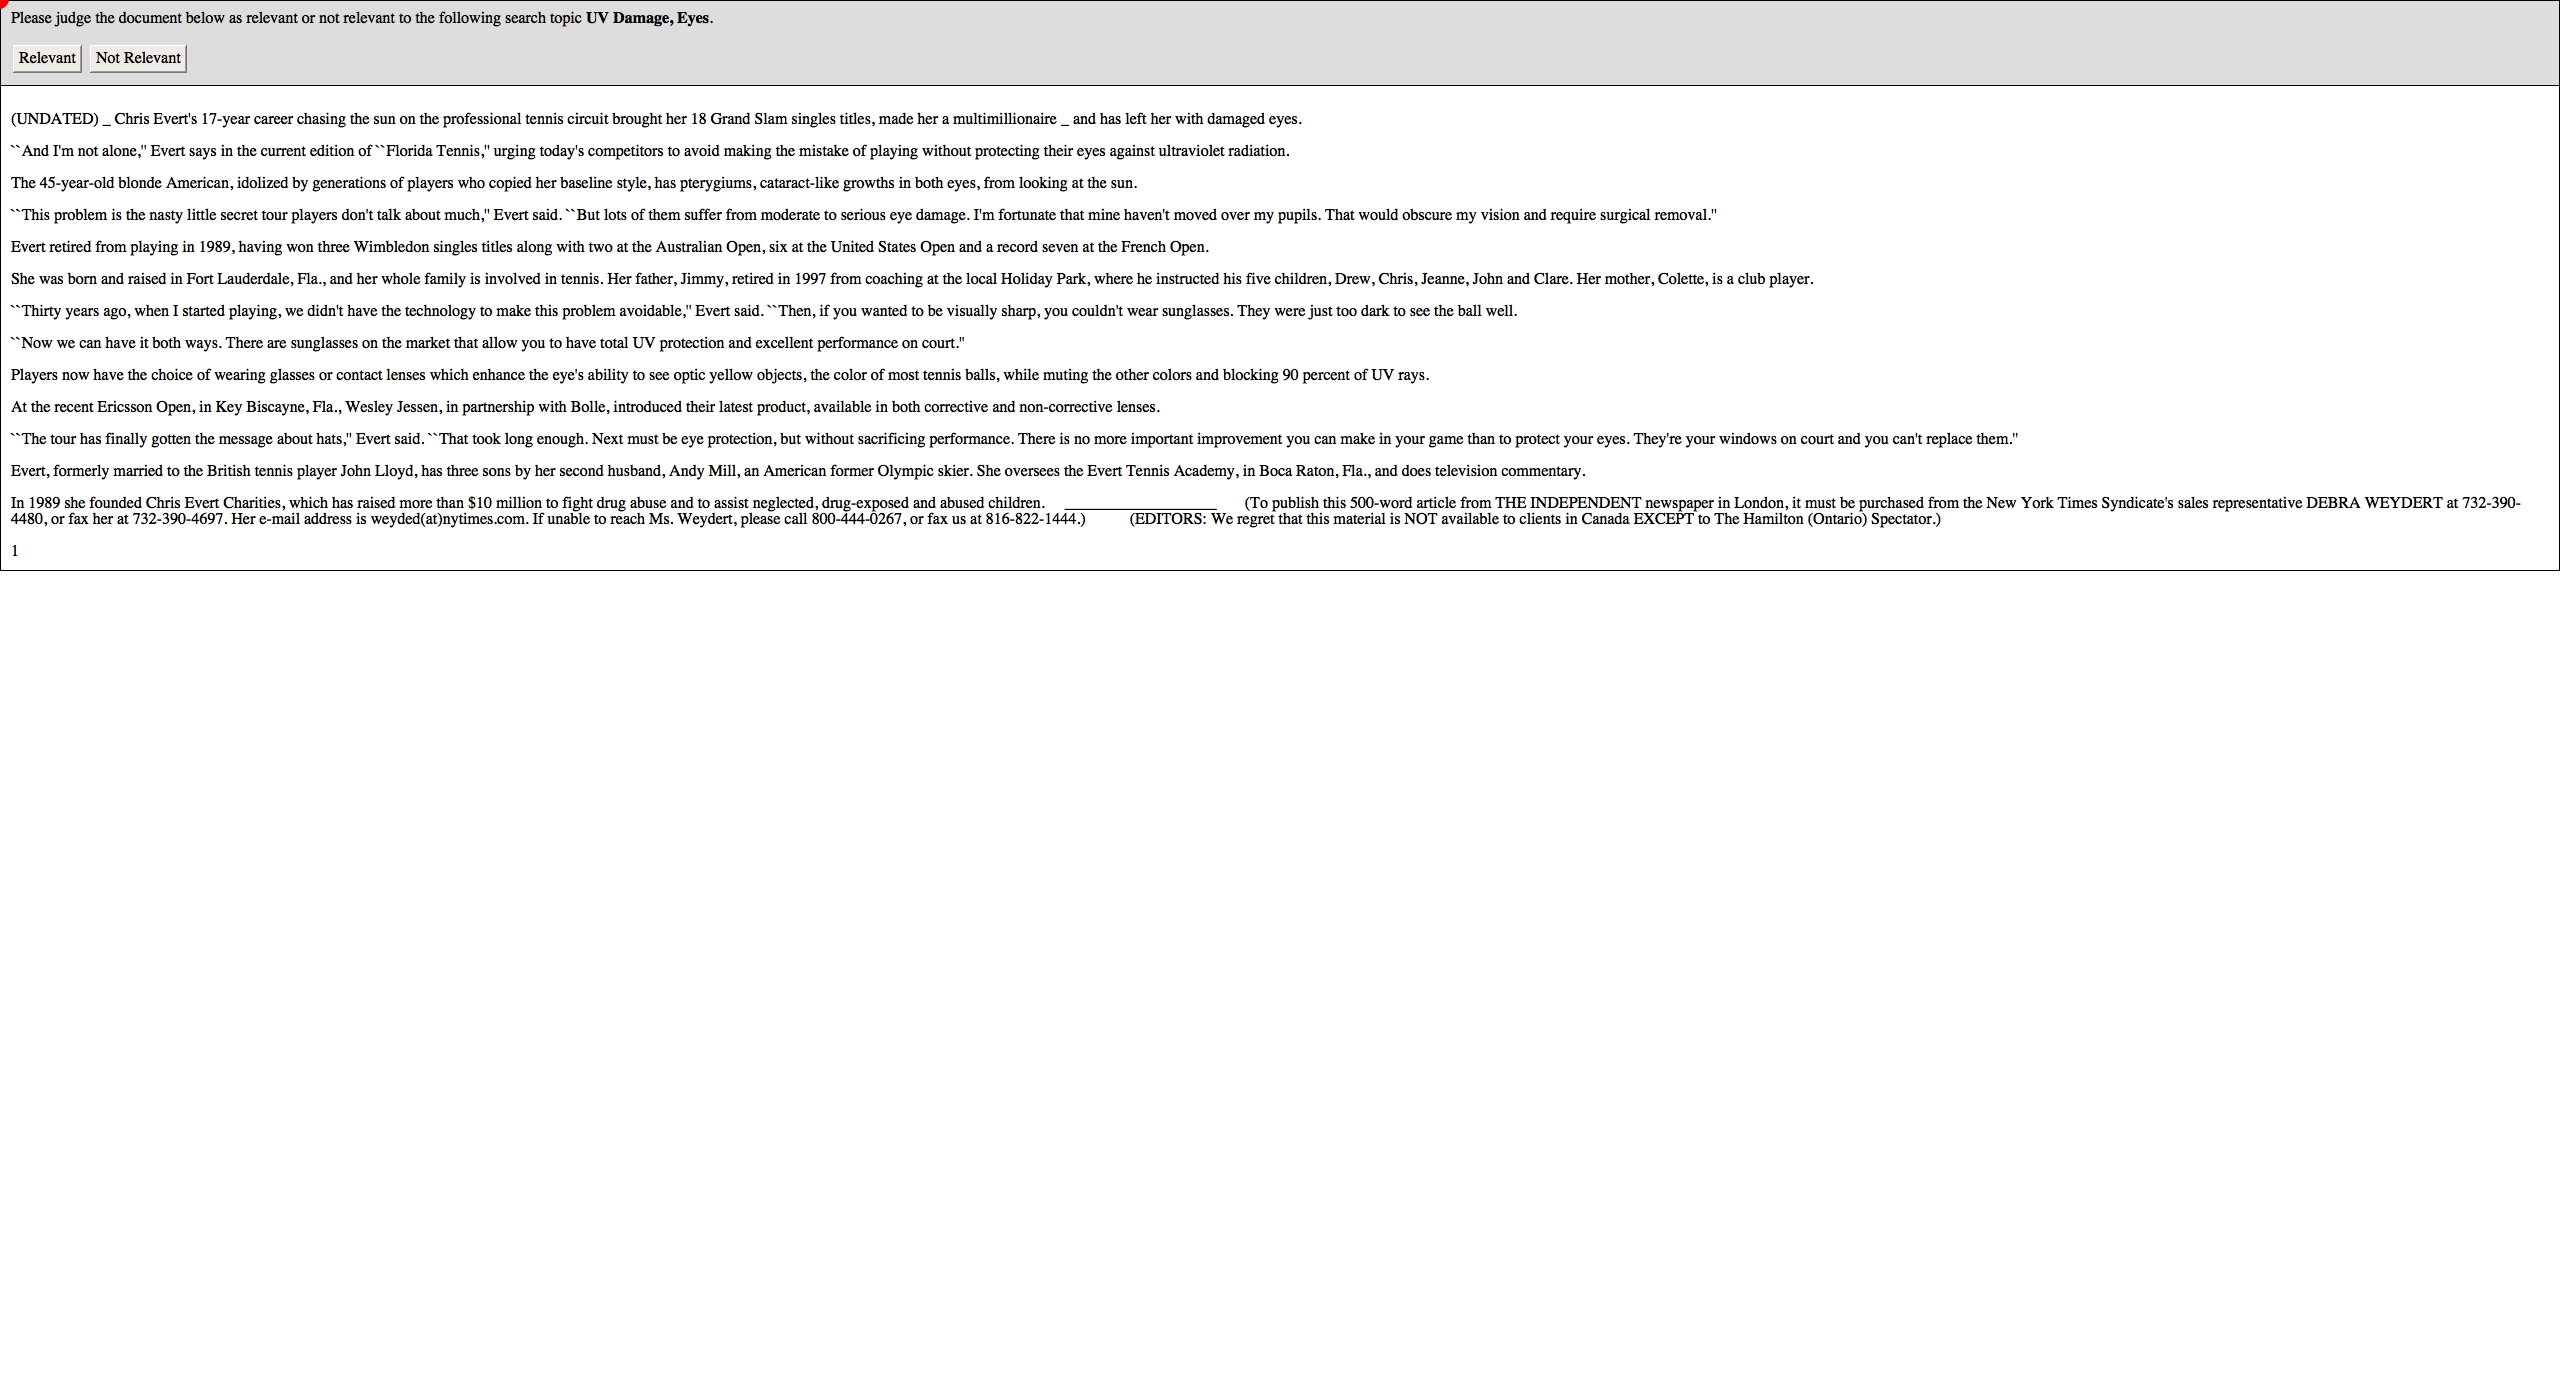 Please judge the document below as relevant or not relevant to the following search topic UV Damage, Eyes.
Relevant Not Relevant
(UNDATED) _ Chris Evert's 17-year career chasing the sun on the professional tennis circuit brought her 18 Grand Slam singles titles, made her a multimillionaire _ and has left her with damaged eyes.
``And I'm not alone,'' Evert says in the current edition of ``Florida Tennis,'' urging today's competitors to avoid making the mistake of playing without protecting their eyes against ultraviolet radiation.
The 45-year-old blonde American, idolized by generations of players who copied her baseline style, has pterygiums, cataract-like growths in both eyes, from looking at the sun.
``This problem is the nasty little secret tour players don't talk about much,'' Evert said. ``But lots of them suffer from moderate to serious eye damage. I'm fortunate that mine haven't moved over my pupils. That would obscure my vision and require surgical removal.''
Evert retired from playing in 1989, having won three Wimbledon singles titles along with two at the Australian Open, six at the United States Open and a record seven at the French Open.
She was born and raised in Fort Lauderdale, Fla., and her whole family is involved in tennis. Her father, Jimmy, retired in 1997 from coaching at the local Holiday Park, where he instructed his five children, Drew, Chris, Jeanne, John and Clare. Her mother, Colette, is a club player.
``Thirty years ago, when I started playing, we didn't have the technology to make this problem avoidable,'' Evert said. ``Then, if you wanted to be visually sharp, you couldn't wear sunglasses. They were just too dark to see the ball well.
``Now we can have it both ways. There are sunglasses on the market that allow you to have total UV protection and excellent performance on court.''
Players now have the choice of wearing glasses or contact lenses which enhance the eye's ability to see optic yellow objects, the color of most tennis balls, while muting the other colors and blocking 90 percent of UV rays.
At the recent Ericsson Open, in Key Biscayne, Fla., Wesley Jessen, in partnership with Bolle, introduced their latest product, available in both corrective and non-corrective lenses.
``The tour has finally gotten the message about hats,'' Evert said. ``That took long enough. Next must be eye protection, but without sacrificing performance. There is no more important improvement you can make in your game than to protect your eyes. They're your windows on court and you can't replace them.''
Evert, formerly married to the British tennis player John Lloyd, has three sons by her second husband, Andy Mill, an American former Olympic skier. She oversees the Evert Tennis Academy, in Boca Raton, Fla., and does television commentary.
In 1989 she founded Chris Evert Charities, which has raised more than $10 million to fight drug abuse and to assist neglected, drug-exposed and abused children. ___________________ (To publish this 500-word article from THE INDEPENDENT newspaper in London, it must be purchased from the New York Times Syndicate's sales representative DEBRA WEYDERT at 732-390-
4480, or fax her at 732-390-4697. Her e-mail address is weyded(at)nytimes.com. If unable to reach Ms. Weydert, please call 800-444-0267, or fax us at 816-822-1444.) (EDITORS: We regret that this material is NOT available to clients in Canada EXCEPT to The Hamilton (Ontario) Spectator.)
1